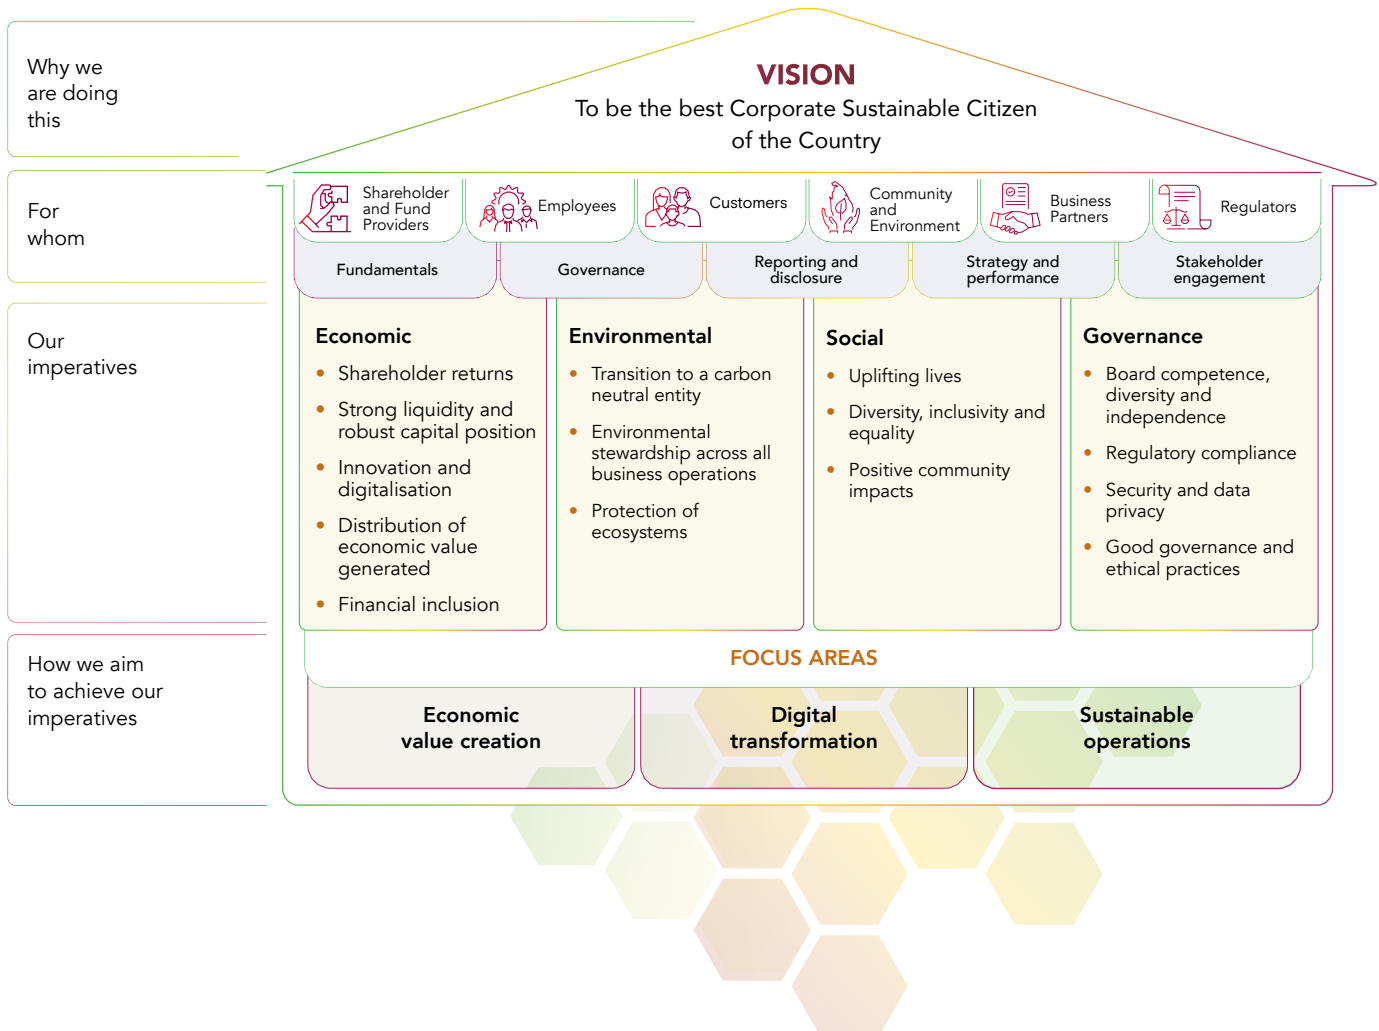 Why we
are doing
this
VISION
To be the best Corporate Sustainable Citizen
of the Country
For
whom
Shareholder
and Fund
Providers
Employees
Customers
Community
and
Environment
Business
Partners
Regulators
Fundamentals
Governance
Reporting and
disclosure
Strategy and
performance
Stakeholder
engagement
Our
imperatives
Economic
• Shareholder returns
• Strong liquidity and
robust capital position
• Innovation and
digitalisation
• Distribution of
economic value
generated
• Financial inclusion
Environmental
• Transition to a carbon
neutral entity
• Environmental
stewardship across all
business operations
• Protection of
ecosystems
Social
• Uplifting lives
• Diversity, inclusivity and
equality
• Positive community
impacts
Governance
• Board competence,
diversity and
independence
• Regulatory compliance
• Security and data
privacy
• Good governance and
ethical practices
How we aim
to achieve our
imperatives
FOCUS AREAS
Economic
value creation
Digital
transformation
Sustainable
operations